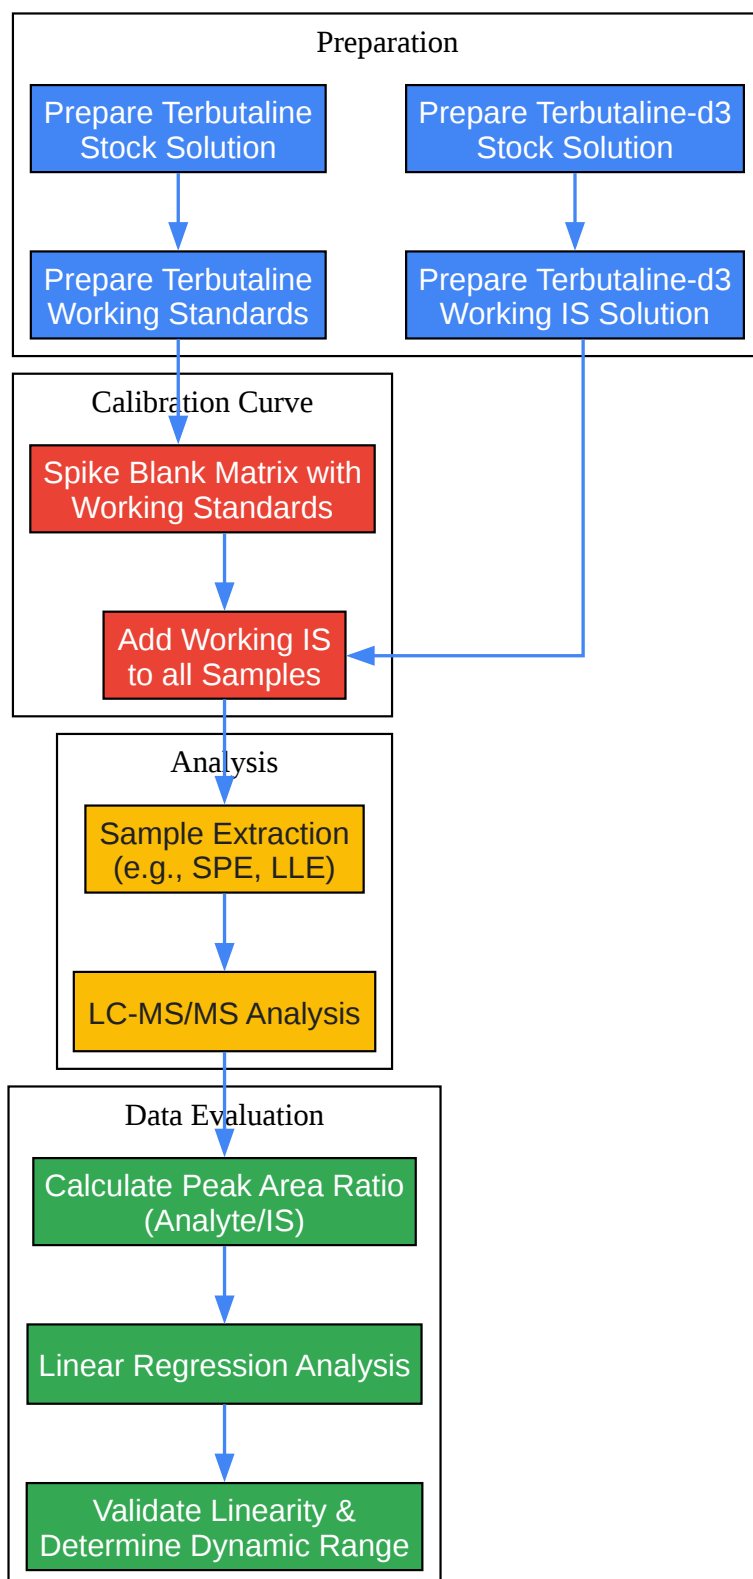 Preparation
Prepare Terbutaline
Stock Solution
Prepare Terbutaline-d3
Stock Solution
Prepare Terbutaline
Working Standards
Prepare Terbutaline-d3
Working IS Solution
Calibration Curve
Spike Blank Matrix with
Working Standards
Add Working IS
to all Samples
Analysis
Sample Extraction
(e.g., SPE, LLE)
LC-MS/MS Analysis
Data Evaluation
Calculate Peak Area Ratio
(Analyte/IS)
Linear Regression Analysis
Validate Linearity &
Determine Dynamic Range